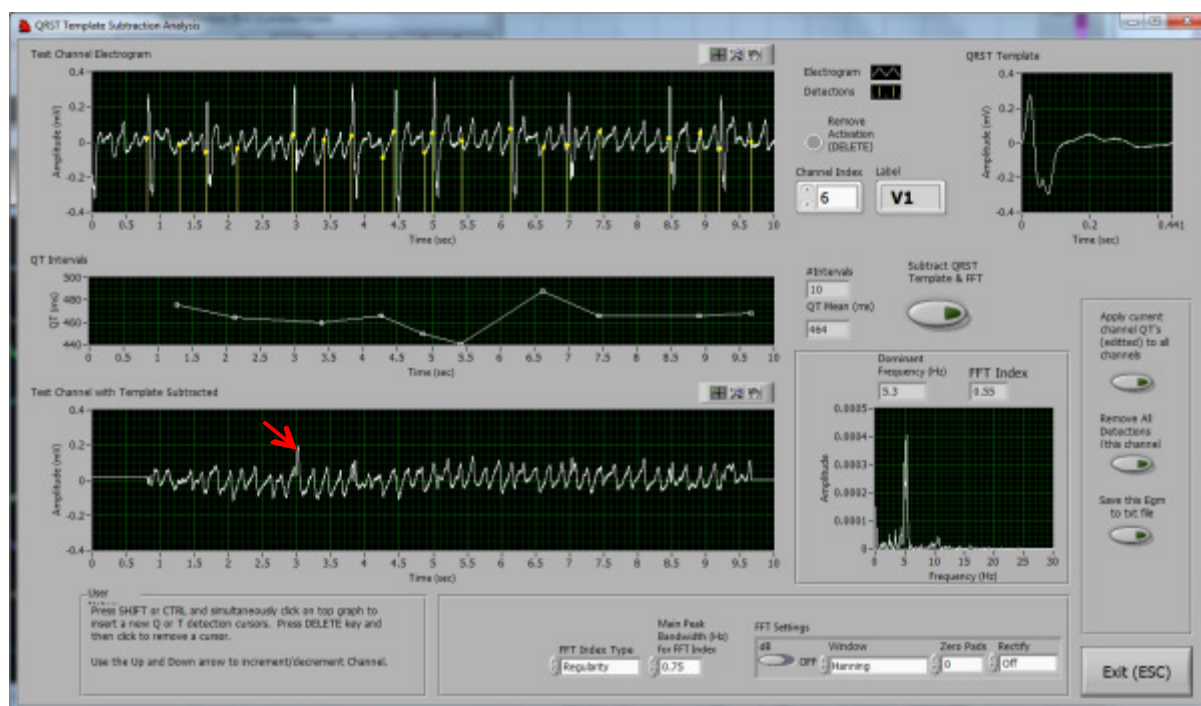 QRST Template Subtraction Analysis
Test Channel Electrogram
0.4
0.2
0
-0.2
-0.4
Amplitude (mV)
0 0.5 1 1.5 2 2.5 3 3.5 4 4.5 5 5.5 6 6.5 7 7.5 8 8.5 9 9.5 10
Time (sec)
Electrogram
Detections
Remove
Activation
[DELETE]
Channel Index Label
6 V1
QRST Template
0.4
0.2
0
-0.2
-0.4
Amplitude (mV)
0 0.2 0.441
Time (sec)
QT Intervals
500
480
460
440
QT (ms)
0 0.5 1 1.5 2 2.5 3 3.5 4 4.5 5 5.5 6 6.5 7 7.5 8 8.5 9 9.5 10
Time (sec)
#Intervals
10
QT Mean (ms)
464
Subtract QRST
Template & FFT
Test Channel with Template Subtracted
0.4
0.2
0
-0.2
-0.4
Amplitude (mV)
0 0.5 1 1.5 2 2.5 3 3.5 4 4.5 5 5.5 6 6.5 7 7.5 8 8.5 9 9.5 10
Time (sec)
Dominant
Frequency (Hz) FFT Index
5.3 0.55
0.0005
0.0004
0.0003
0.0002
0.0001
0
Amplitude
0 5 10 15 20 25 30
Frequency (Hz)
Apply current
channel QT's
(editted) to all
channels
Remove All
Detections
(this channel
Save this Egm
to txt file
User
Press SHIFT or CTRL and simultaneously click on top graph to
insert a new Q or T detection cursors. Press DELETE key and
then click to remove a cursor.
Use the Up and Down arrow to increment/decrement Channel.
FFT Index Type
Regularity
Main Peak
Bandwidth (Hz)
for FFT Index
0.75
FFT Settings
dB Window Zero Pads Rectify
OFF Hanning 0 Off
Exit (ESC)